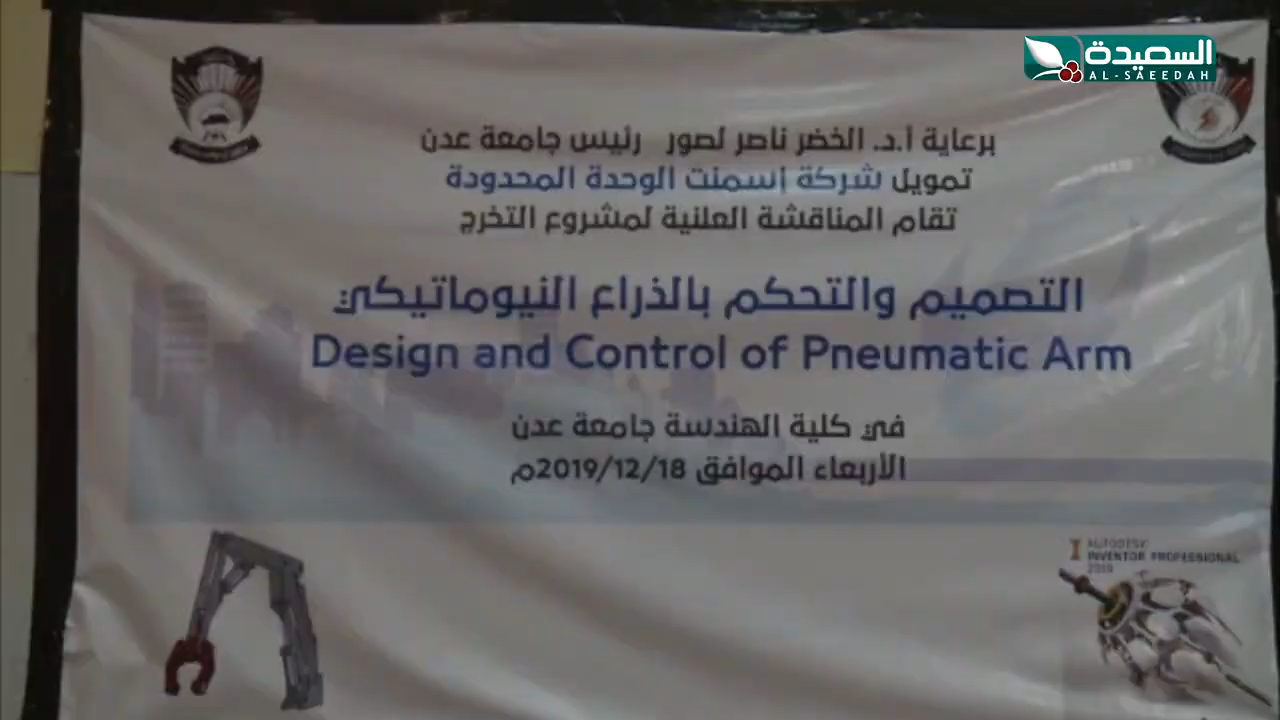 السعيدة
AL-SAEEDAH
برعاية أ.د. الخضر ناصر لصور رئيس جامعة عدن
تمويل شركة إسمنت الوحدة المحدودة
تقام المناقشة العلنية لمشروع التخرج
التصميم والتحكم بالذراع النيوماتيكي
Design and Control of Pneumatic Arm
في كلية الهندسة جامعة عدن
الأربعاء الموافق 2019/12/18م
AUTODESK
INVENTOR PROFESSIONAL
2019